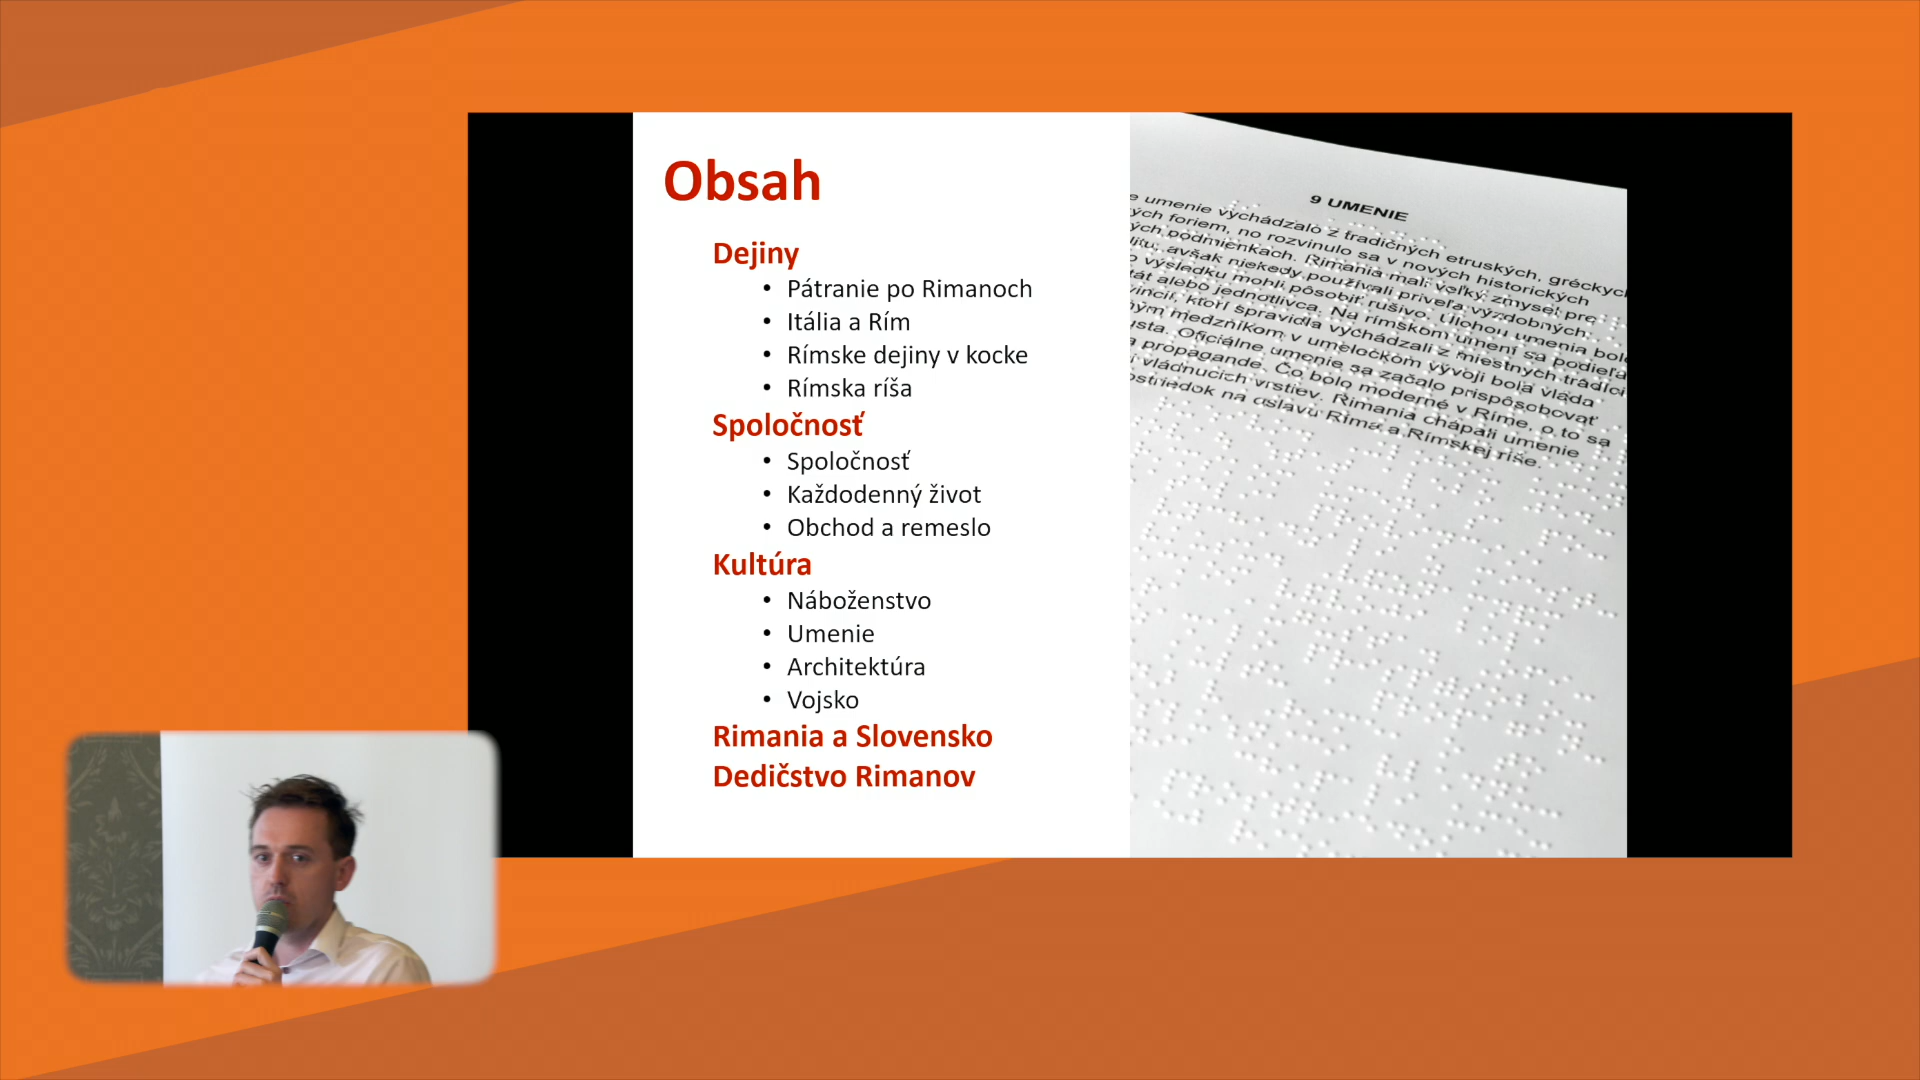 Obsah
Dejiny
• Pátranie po Rimanoch
• Itália a Rím
• Rímske dejiny v kocke
• Rímska ríša
Spoločnosť
• Spoločnosť
• Každodenný život
• Obchod a remeslo
Kultúra
• Náboženstvo
• Umenie
• Architektúra
• Vojsko
Rimania a Slovensko
Dedičstvo Rimanov
9 UMENIE
umenie vychádzalo z tradičných etruských, gréckych
foriem, no rozvinulo sa v nových historických
podmienkach. Rimania mali veľký zmysel pre
avšak niekedy používali priveľa výzdobných,
výsledku mohli pôsobiť rušivo. Úlohou umenia bolo
alebo jednotlivca. Na rímskom umení sa podieľa
ktorí spravidla vychádzali z miestnych tradíci
medzníkom v umeleckom vývoji bola vláda
Oficiálne umenie sa začalo prispôsobovať
propagande. Čo bolo moderné v Ríme, o to sa
vládnucich vrstiev. Rimania chápali umenie
na oslavu Ríma a Rímskej ríše.